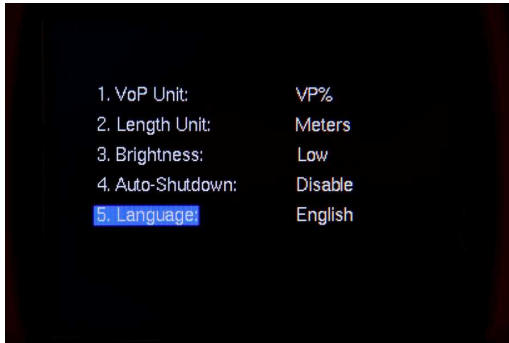 1. VoP Unit: VP%
2. Length Unit: Meters
3. Brightness: Low
4. Auto-Shutdown: Disable
5. Language: English